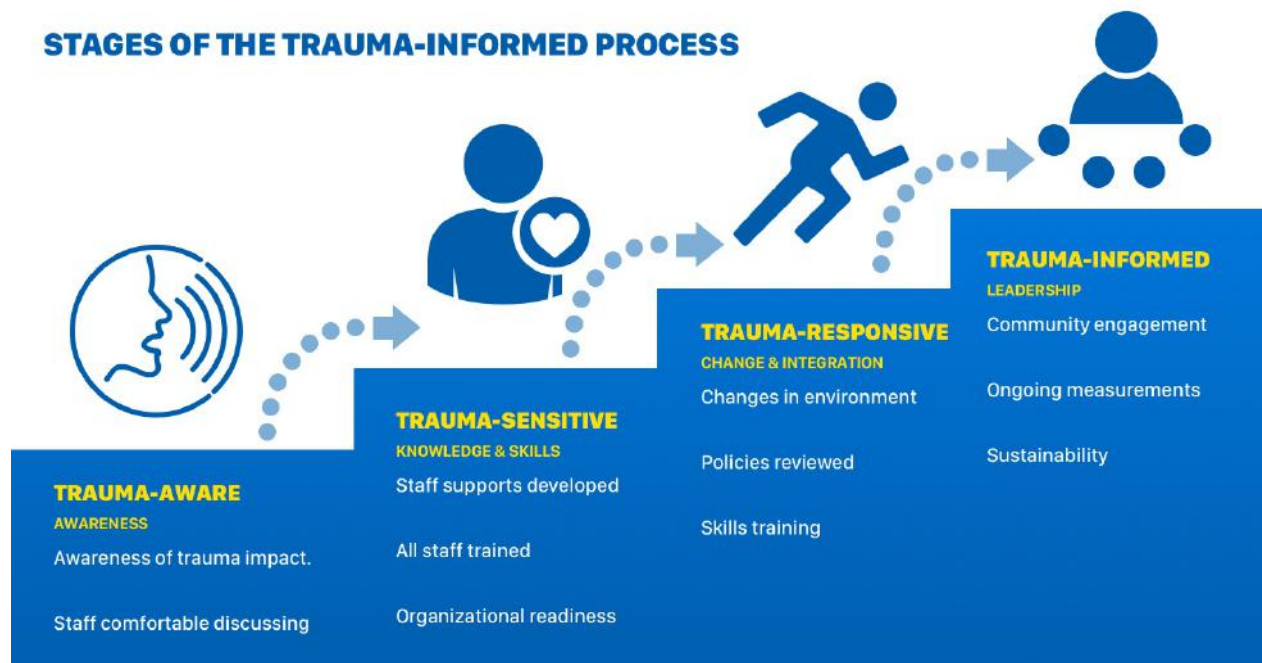 STAGES OF THE TRAUMA-INFORMED PROCESS
TRAUMA-AWARE
AWARENESS
Awareness of trauma impact.
Staff comfortable discussing
TRAUMA-SENSITIVE
KNOWLEDGE & SKILLS
Staff supports developed
All staff trained
Organizational readiness
TRAUMA-RESPONSIVE
CHANGE & INTEGRATION
Changes in environment
Policies reviewed
Skills training
TRAUMA-INFORMED
LEADERSHIP
Community engagement
Ongoing measurements
Sustainability